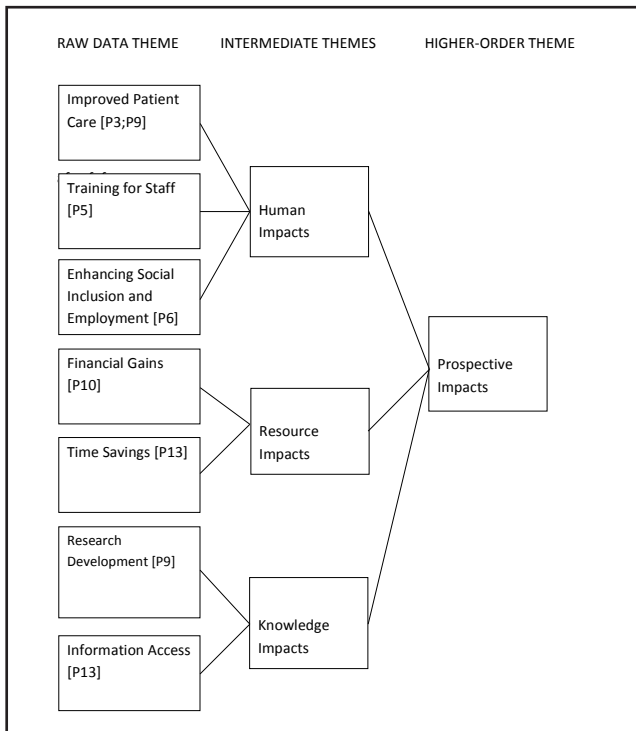 RAW DATA THEME
INTERMEDIATE THEMES
HIGHER-ORDER THEME
Improved Patient
Care [P3;P9]
Training for Staff
[P5]
Enhancing Social
Inclusion and
Employment [P6]
Financial Gains
[P10]
Time Savings [P13]
Research
Development [P9]
Information Access
[P13]
Human
Impacts
Resource
Impacts
Knowledge
Impacts
Prospective
Impacts